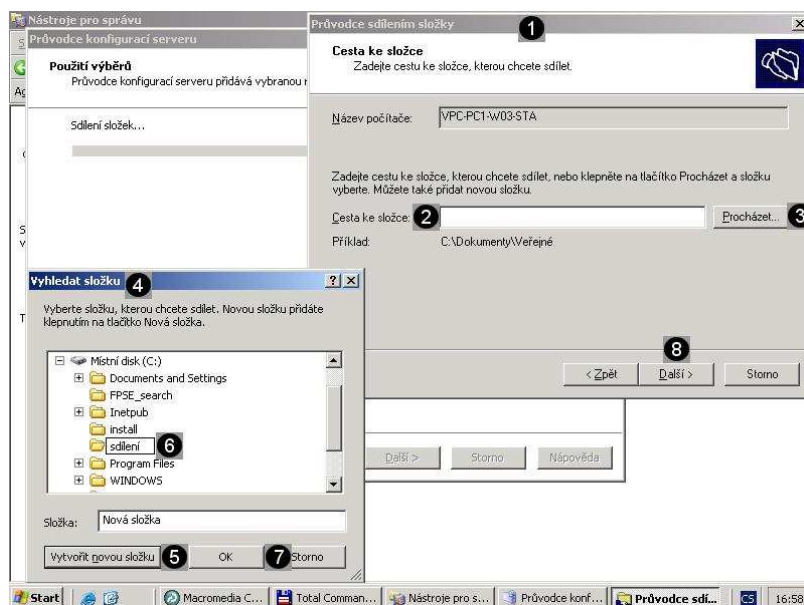 Nástroje pro správu
Průvodce konfigurací serveru
Použití výběrů
Průvodce konfigurací serveru přidává vybranou
Sdílení složek...
Průvodce sdílením složky
1
Cesta ke složce
Zadejte cestu ke složce, kterou chcete sdílet.
Název počítače:
VPC-PC1-W03-STA
Zadejte cestu ke složce, kterou chcete sdílet, nebo klepněte na tlačítko Procházet a složku
vyberte. Můžete také přidat novou složku.
Cesta ke složce:
2
Procházet...
3
Příklad:
C:\Dokumenty\Veřejné
8
< Zpět
Další >
Storno
Další >
Storno
Nápověda
Vyhledat složku
4
Vyberte složku, kterou chcete sdílet. Novou složku přidáte
klepnutím na tlačítko Nová složka.
Místní disk (C:)
Documents and Settings
FPSE_search
Inetpub
install
sdílení
6
Program Files
WINDOWS
Složka:
Nová složka
Vytvořit novou složku
5
OK
7
Storno
Start
Macromedia C...
Total Comman...
Nástroje pro s...
Průvodce konf...
Průvodce sdí...
CS
16:58